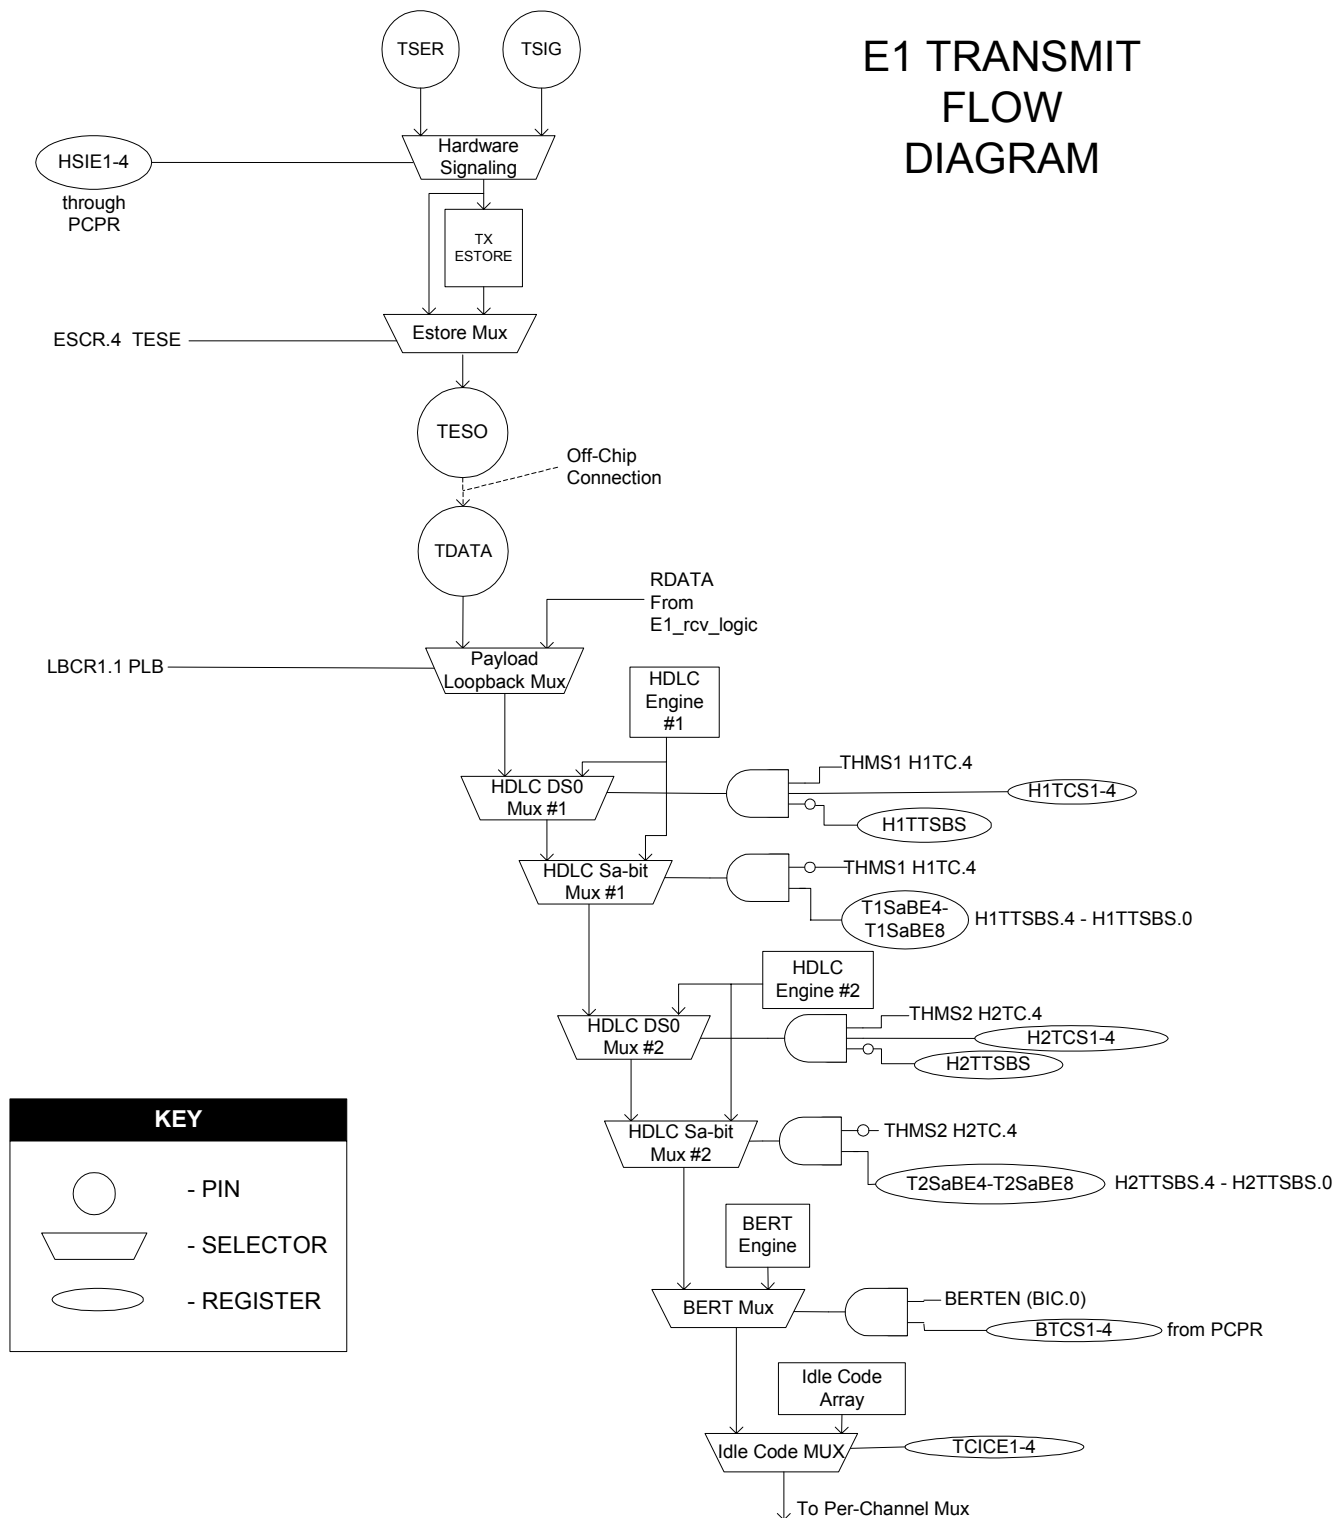 E1 TRANSMIT
FLOW
DIAGRAM
TSER
TSIG
Hardware
Signaling
HSIE1-4
through
PCPR
TX
ESTORE
Estore Mux
ESCR.4 TESE
TESO
Off-Chip
Connection
TDATA
RDATA
From
E1_rcv_logic
LBCR1.1 PLB
Payload
Loopback Mux
HDLC
Engine
#1
HDLC DS0
Mux #1
THMS1 H1TC.4
H1TCS1-4
H1TTSBS
HDLC Sa-bit
Mux #1
THMS1 H1TC.4
T1SaBE4-
T1SaBE8
H1TTSBS.4 - H1TTSBS.0
HDLC
Engine #2
HDLC DS0
Mux #2
THMS2 H2TC.4
H2TCS1-4
H2TTSBS
HDLC Sa-bit
Mux #2
THMS2 H2TC.4
T2SaBE4-T2SaBE8
H2TTSBS.4 - H2TTSBS.0
BERT
Engine
BERT Mux
BERTEN (BIC.0)
BTCS1-4
from PCPR
Idle Code
Array
Idle Code MUX
TCICE1-4
To Per-Channel Mux
KEY
- PIN
- SELECTOR
- REGISTER